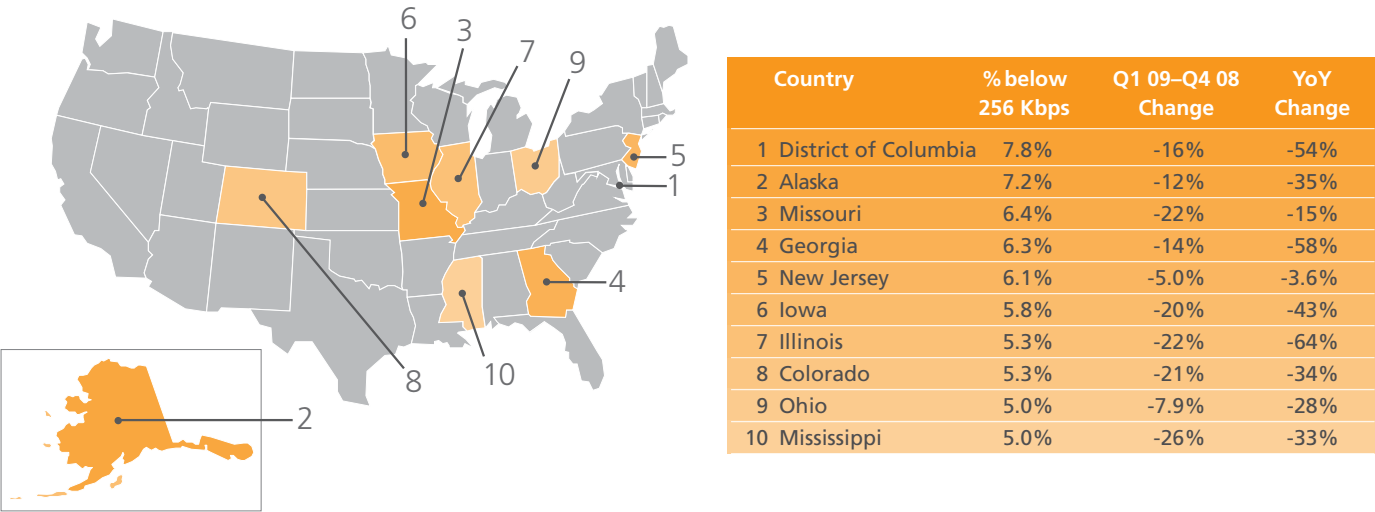 6
3
7
9
5
1
4
8
10
2
Country % below 256 Kbps Q1 09–Q4 08 Change YoY Change
1 District of Columbia 7.8% -16% -54%
2 Alaska 7.2% -12% -35%
3 Missouri 6.4% -22% -15%
4 Georgia 6.3% -14% -58%
5 New Jersey 6.1% -5.0% -3.6%
6 Iowa 5.8% -20% -43%
7 Illinois 5.3% -22% -64%
8 Colorado 5.3% -21% -34%
9 Ohio 5.0% -7.9% -28%
10 Mississippi 5.0% -26% -33%